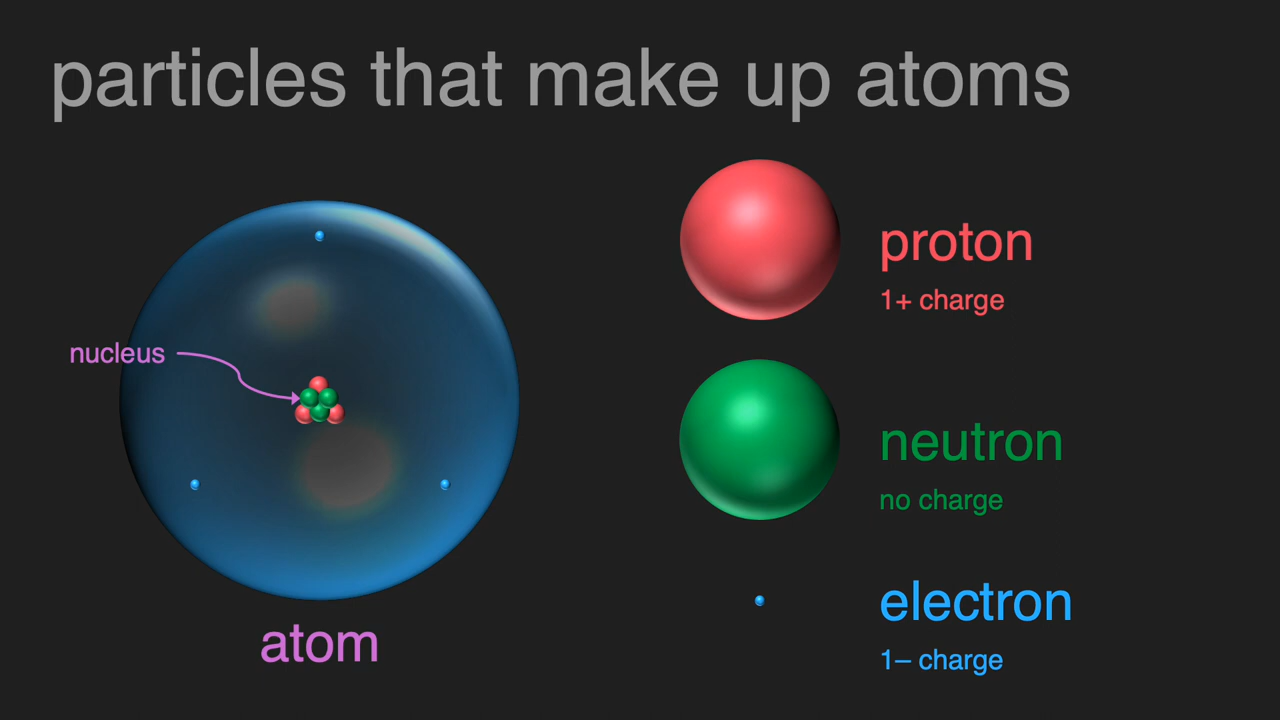 particles that make up atoms
nucleus
atom
proton
1+ charge
neutron
no charge
electron
1– charge